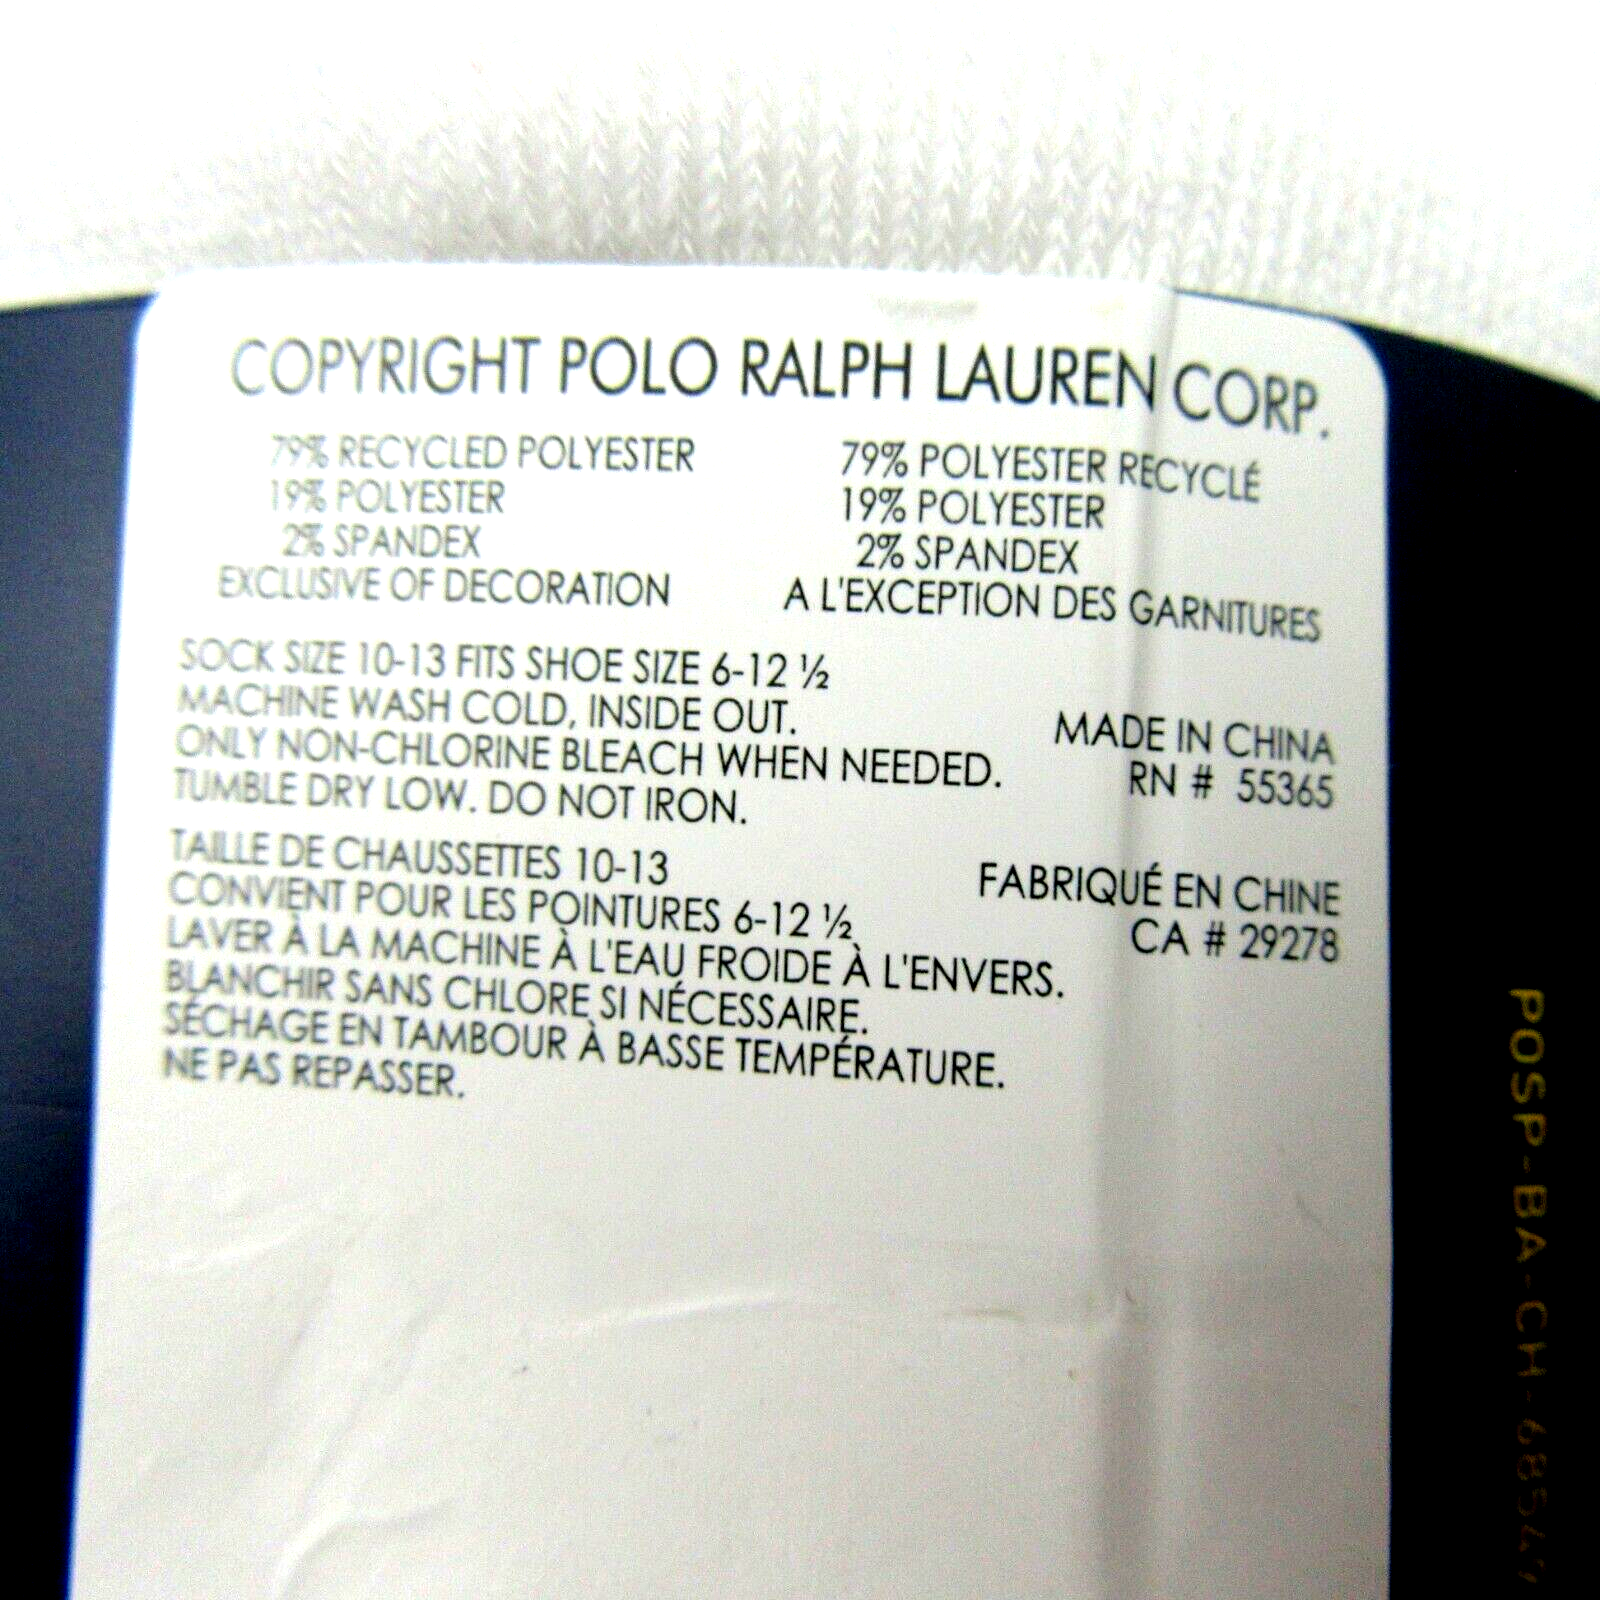 COPYRIGHT POLO RALPH LAUREN CORP.
79% RECYCLED POLYESTER
19% POLYESTER
2% SPANDEX
EXCLUSIVE OF DECORATION
79% POLYESTER RECYCLÉ
19% POLYESTER
2% SPANDEX
A L'EXCEPTION DES GARNITURES
SOCK SIZE 10-13 FITS SHOE SIZE 6-12 ½
MACHINE WASH COLD, INSIDE OUT.
ONLY NON-CHLORINE BLEACH WHEN NEEDED.
TUMBLE DRY LOW. DO NOT IRON.
MADE IN CHINA
RN # 55365
TAILLE DE CHAUSSETTES 10-13
CONVIENT POUR LES POINTURES 6-12 ½
LAVER À LA MACHINE À L'EAU FROIDE À L'ENVERS.
BLANCHIR SANS CHLORE SI NÉCESSAIRE.
SÉCHAGE EN TAMBOUR À BASSE TEMPÉRATURE.
NE PAS REPASSER.
FABRIQUÉ EN CHINE
CA # 29278
POSP-BA-CH-